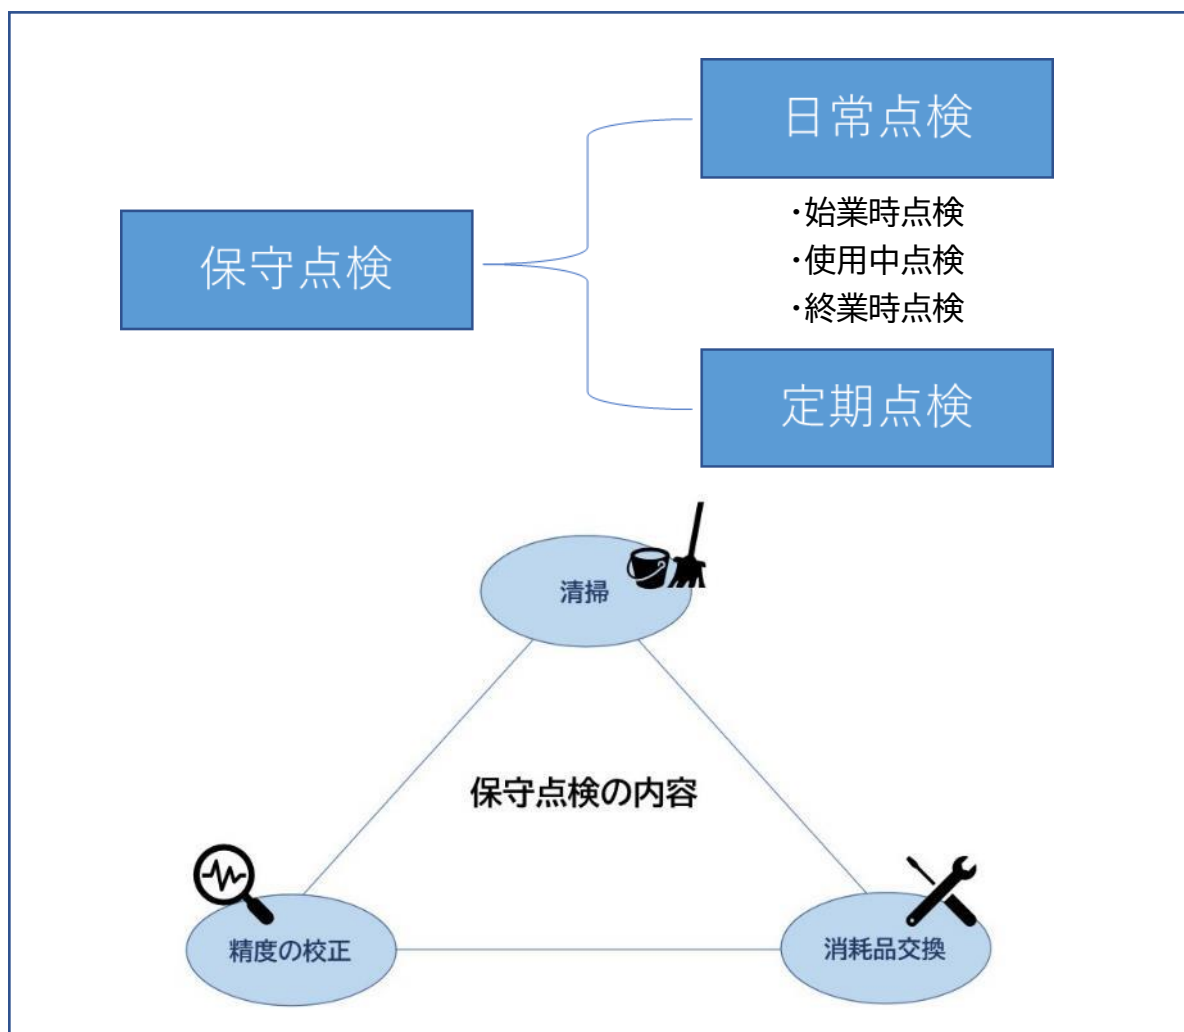 日常点検
・始業時点検
保守点検
・使用中点検
・終業時点検
定期点検
清掃
保守点検の内容
精度の校正
消耗品交換